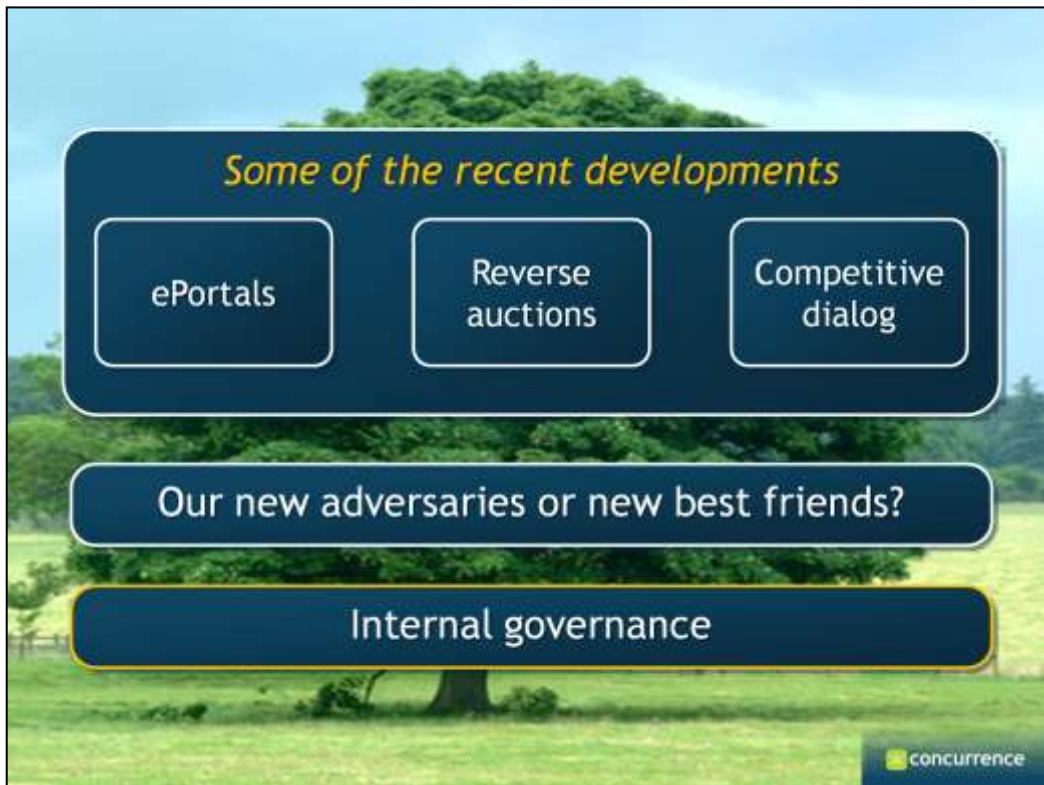 Some of the recent developments
ePortals
Reverse
auctions
Competitive
dialog
Our new adversaries or new best friends?
Internal governance
concurrence